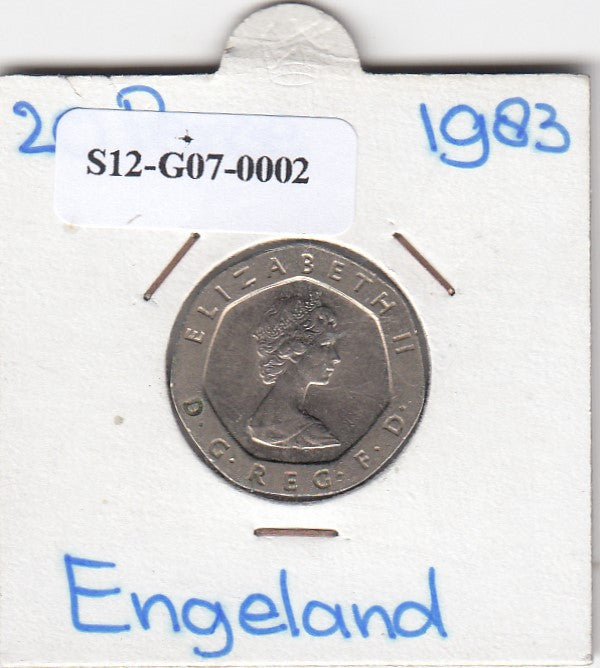 1983
S12-G07-0002
ELIZABETH II
D·G·REG·F·D·
Engeland